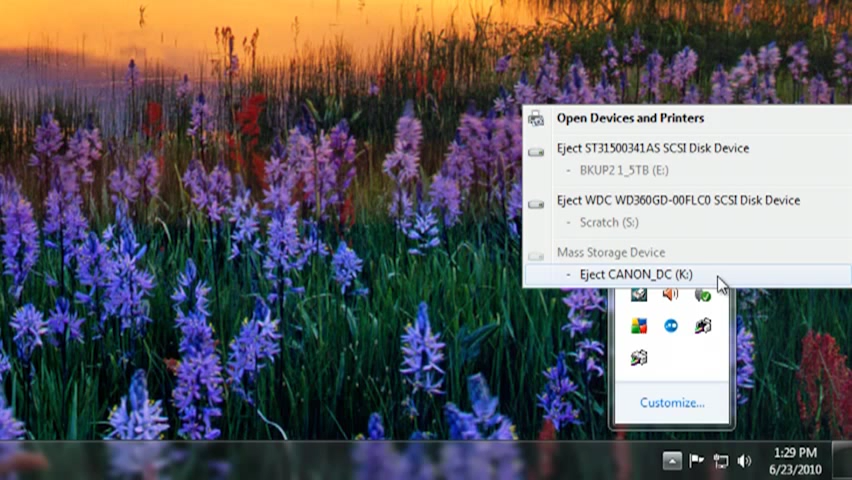 Open Devices and Printers
Eject ST31500341AS SCSI Disk Device
- BKUP2 1_5TB (E:)
Eject WDC WD360GD-00FLC0 SCSI Disk Device
- Scratch (S:)
Mass Storage Device
- Eject CANON_DC (K:)
Customize...
1:29 PM
6/23/2010